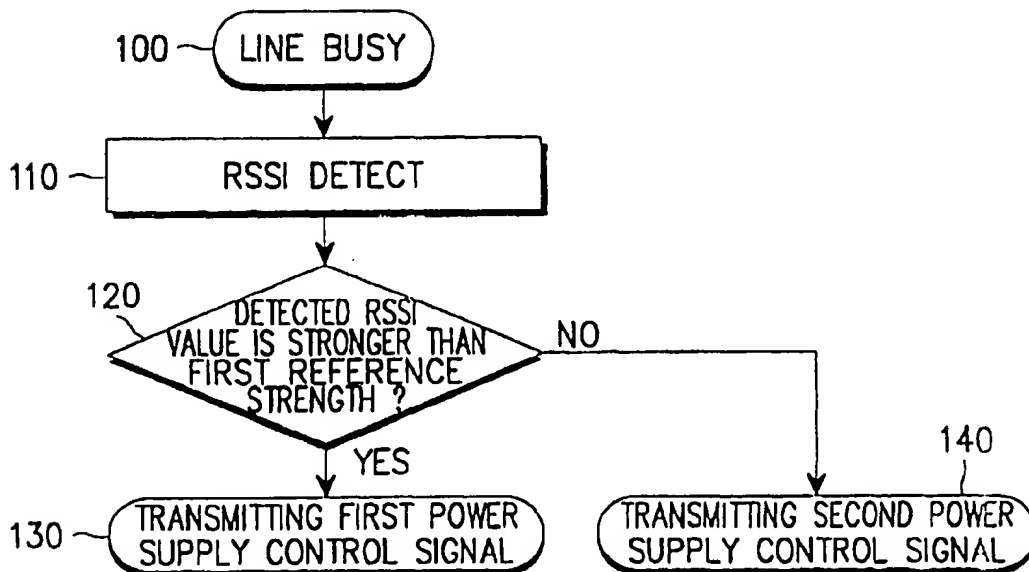 100
LINE BUSY
110
RSSI DETECT
120
DETECTED RSSI
VALUE IS STRONGER THAN
FIRST REFERENCE
STRENGTH ?
NO
YES
130
TRANSMITTING FIRST POWER
SUPPLY CONTROL SIGNAL
140
TRANSMITTING SECOND POWER
SUPPLY CONTROL SIGNAL